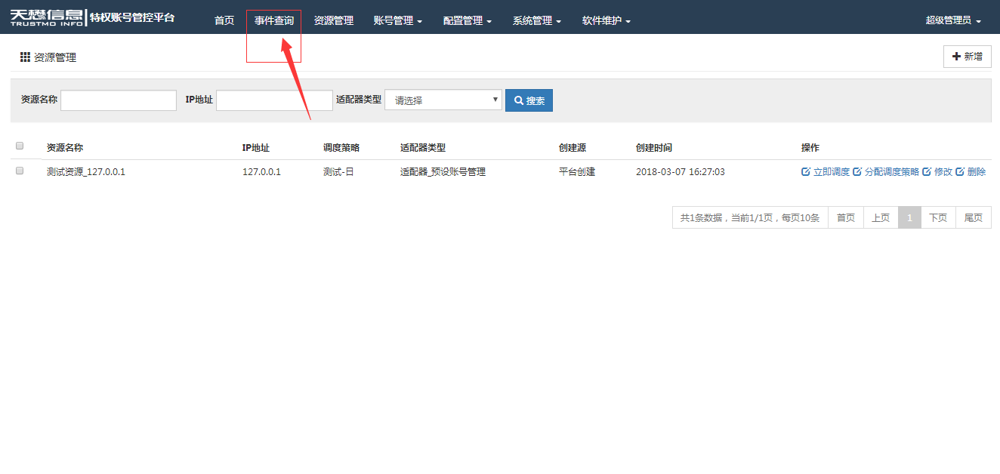 天懋信息 特权账号管控平台 首页 事件查询 资源管理 账号管理 配置管理 系统管理 软件维护 超级管理员
TRUSTMO INFO
资源管理 新增
资源名称 IP地址 适配器类型 请选择 搜索
资源名称 IP地址 调度策略 适配器类型 创建源 创建时间 操作
测试资源_127.0.0.1 127.0.0.1 测试-日 适配器_预设账号管理 平台创建 2018-03-07 16:27:03 立即调度 分配调度策略 修改 删除
共1条数据，当前1/1页，每页10条 首页 上页 1 下页 尾页